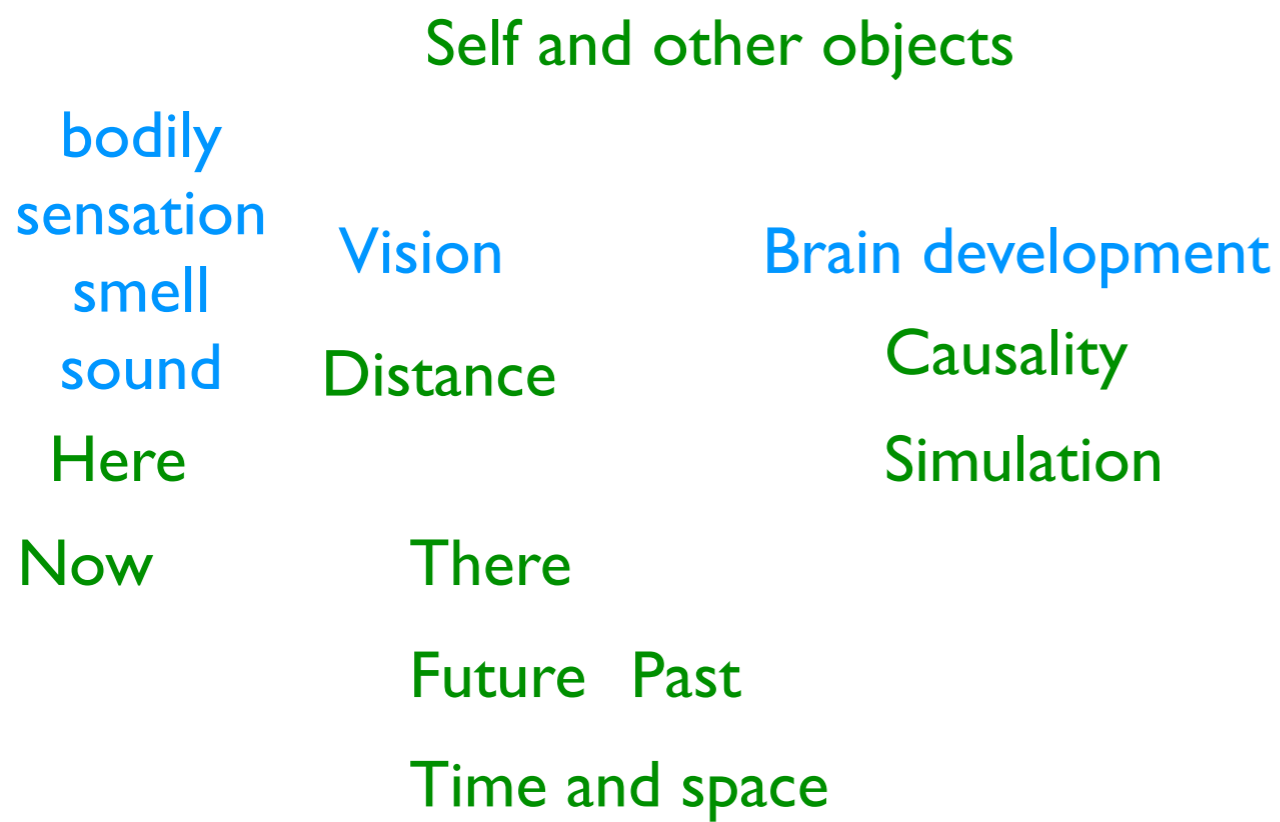 Self and other objects
bodily
sensation
smell
sound
Vision
Brain development
Distance
Causality
Here
Simulation
Now
There
Future Past
Time and space